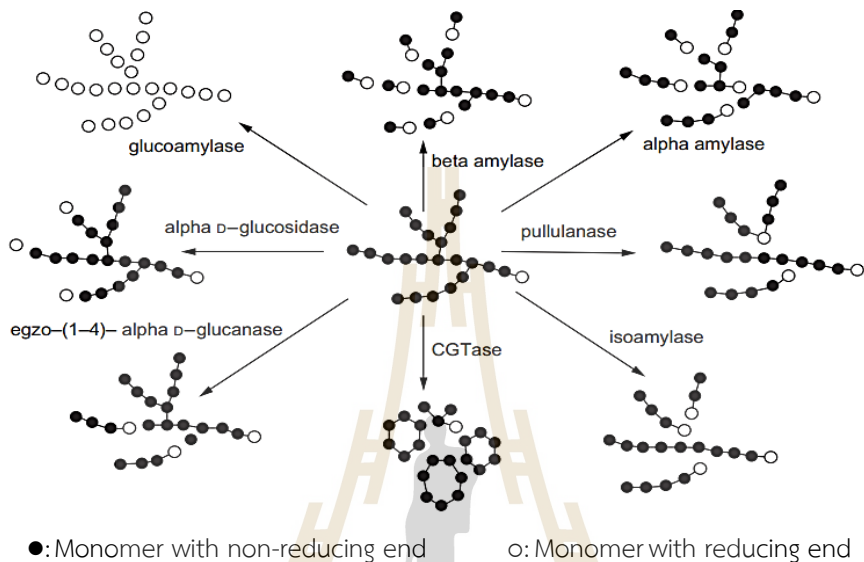 glucoamylase
beta amylase
alpha amylase
alpha D–glucosidase
pullulanase
egzo–(1–4)– alpha D–glucanase
CGTase
isoamylase
●: Monomer with non-reducing end
○: Monomer with reducing end